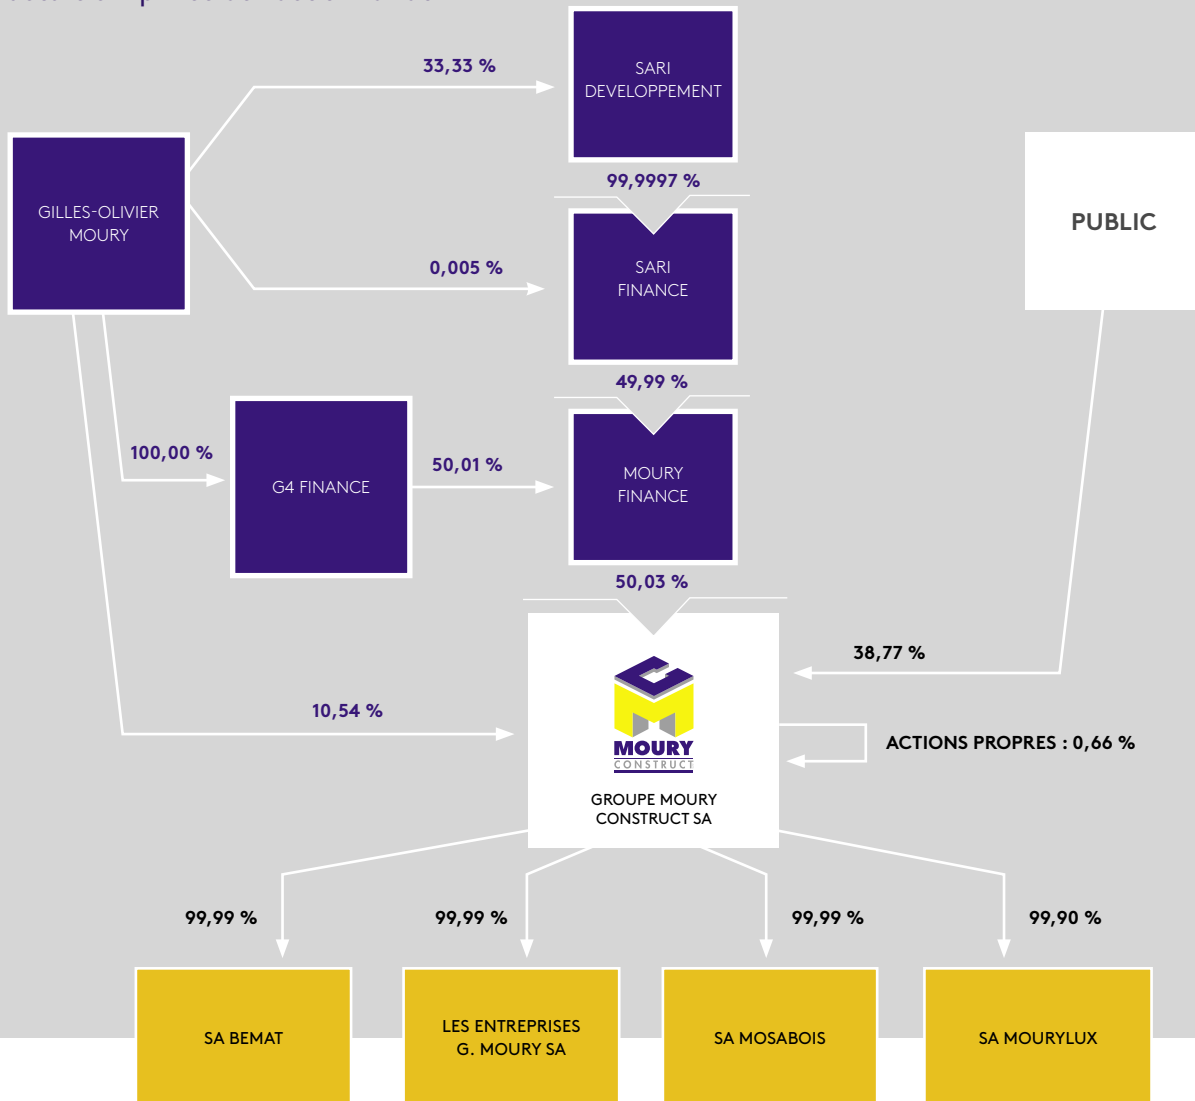 33,33 %
SARI
DEVELOPPEMENT
99,9997 %
GILLES-OLIVIER
MOURY
PUBLIC
0,005 %
SARI
FINANCE
49,99 %
100,00 %
G4 FINANCE
50,01 %
MOURY
FINANCE
50,03 %
38,77 %
10,54 %
MOURY
CONSTRUCT
ACTIONS PROPRES : 0,66 %
GROUPE MOURY
CONSTRUCT SA
99,99 %
99,99 %
99,99 %
99,90 %
SA BEMAT
LES ENTREPRISES
G. MOURY SA
SA MOSABOIS
SA MOURYLUX